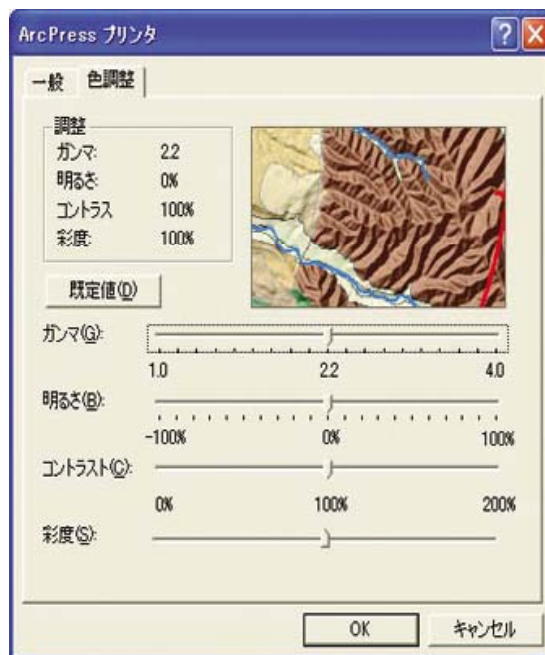 ArcPress プリンタ
一般 色調整
調整
ガンマ: 2.2
明るさ: 0%
コントラス 100%
彩度: 100%
既定値(D)
ガンマ(G):
1.0 2.2 4.0
明るさ(B):
-100% 0% 100%
コントラスト(C):
0% 100% 200%
彩度(S):
OK キャンセル